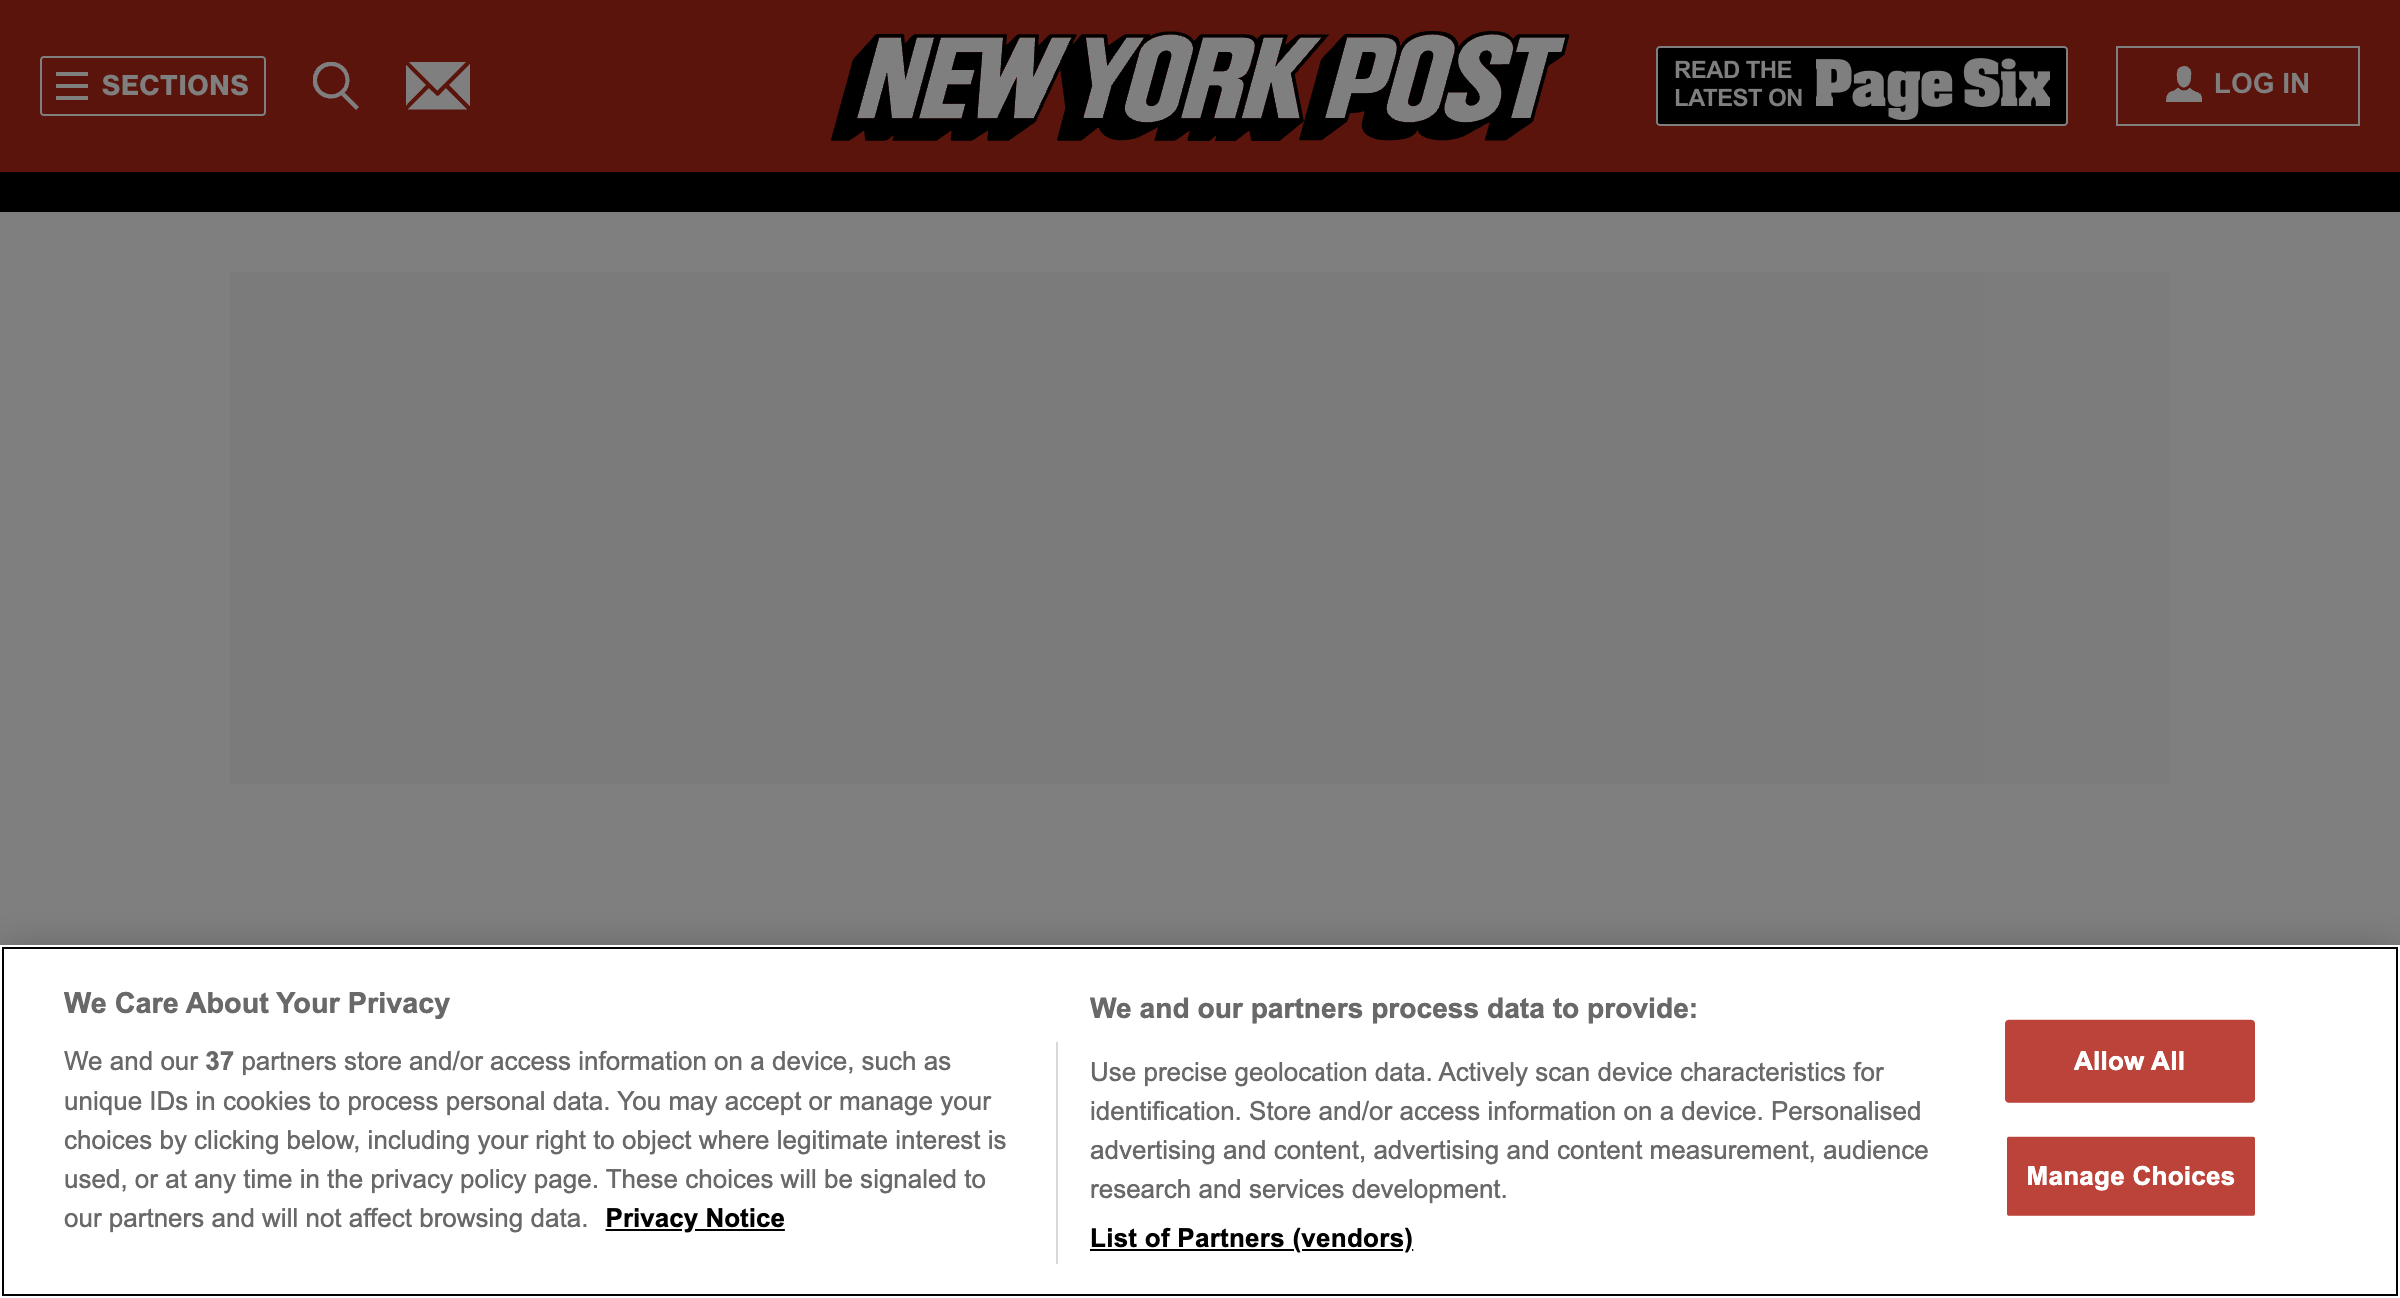 SECTIONS
NEW YORK POST
READ THE
LATEST ON
Page Six
LOG IN
We Care About Your Privacy
We and our 37 partners store and/or access information on a device, such as
unique IDs in cookies to process personal data. You may accept or manage your
choices by clicking below, including your right to object where legitimate interest is
used, or at any time in the privacy policy page. These choices will be signaled to
our partners and will not affect browsing data. Privacy Notice
We and our partners process data to provide:
Use precise geolocation data. Actively scan device characteristics for
identification. Store and/or access information on a device. Personalised
advertising and content, advertising and content measurement, audience
research and services development.
List of Partners (vendors)
Allow All
Manage Choices